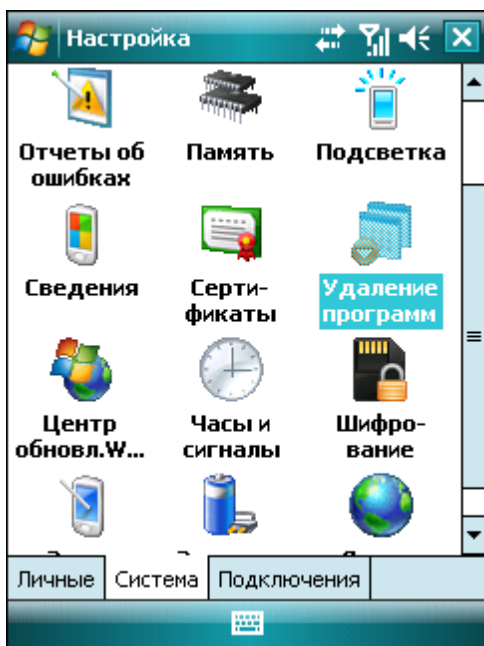 Настройка
Отчеты об Память Подсветка
ошибках
Сведения Серти- Удаление
фикаты программ
Центр Часы и Шифро-
обновл.W... сигналы вание
Личные Система Подключения